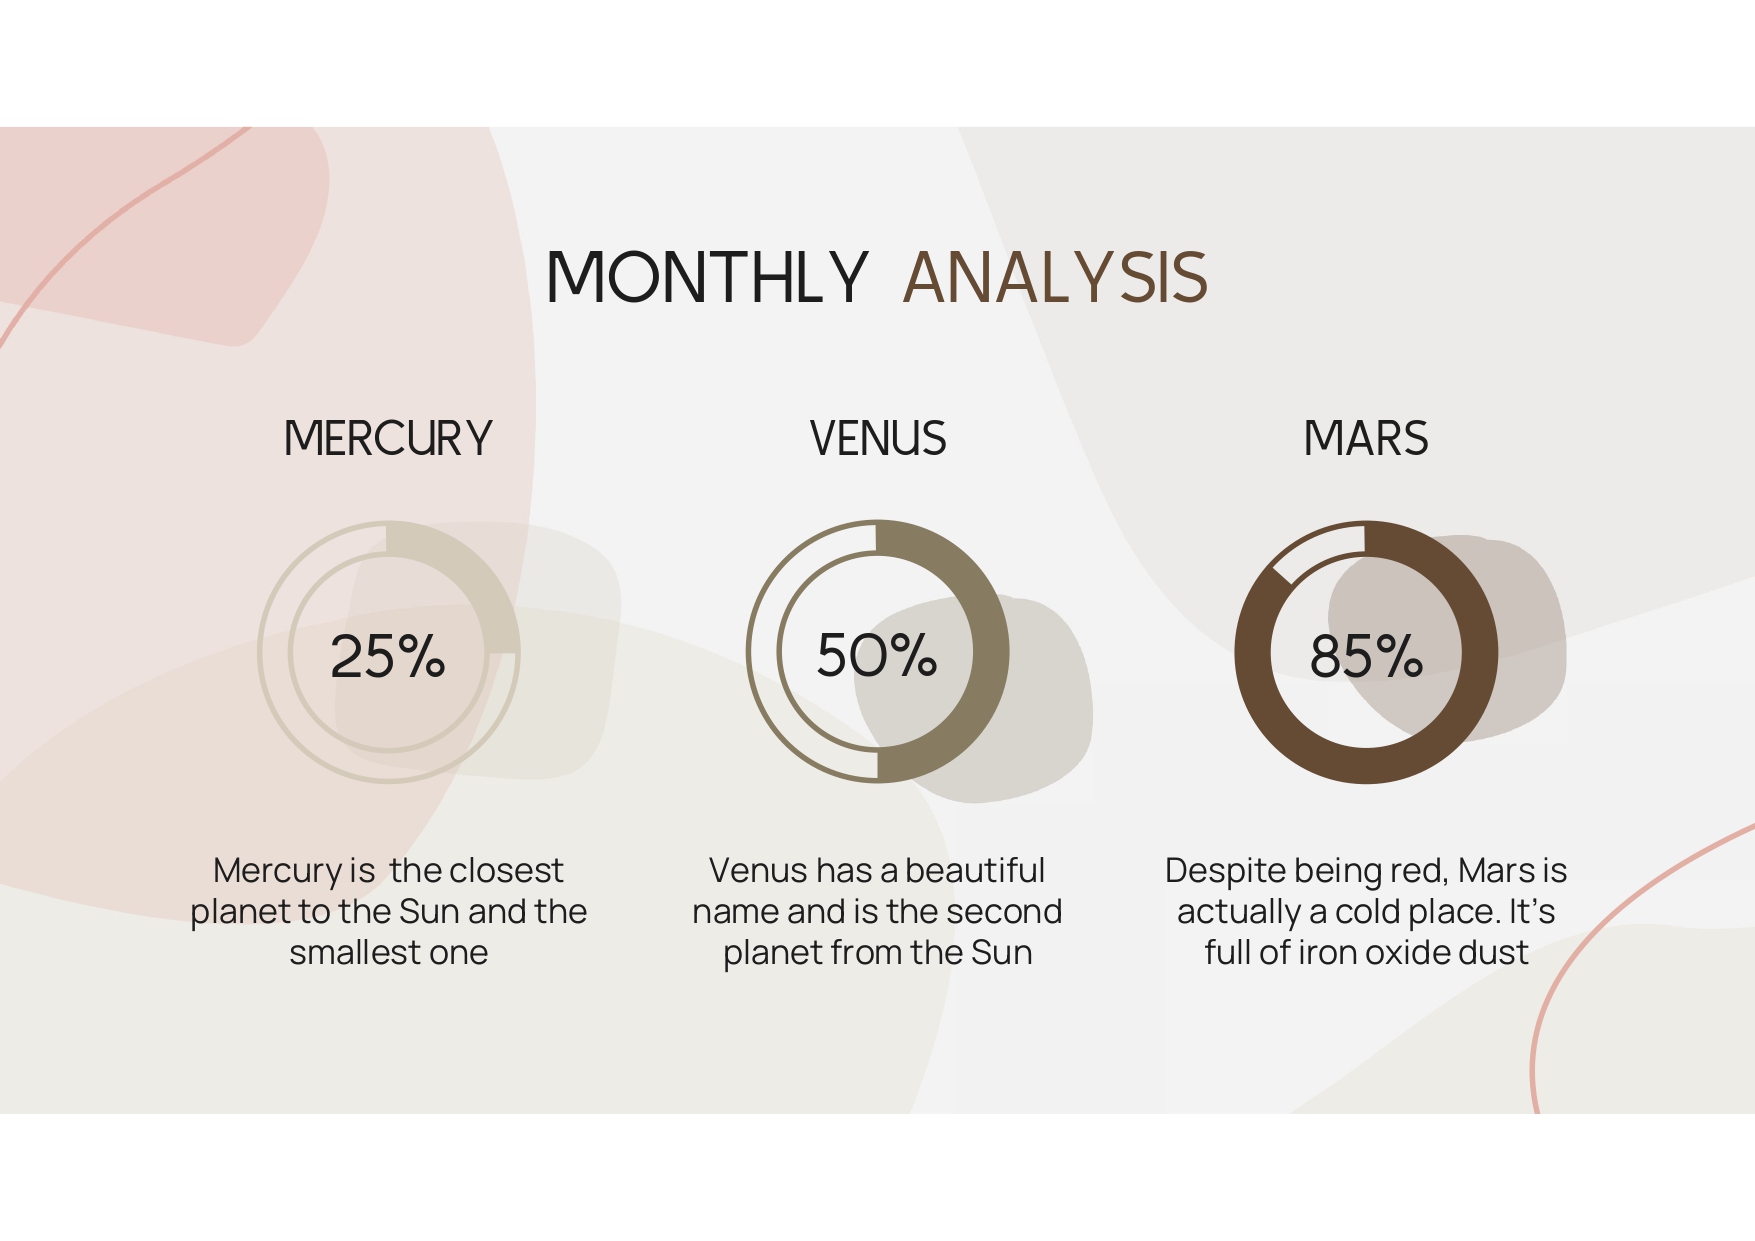 MONTHLY ANALYSIS
MERCURY
VENUS
MARS
25%
50%
85%
Mercury is the closest
planet to the Sun and the
smallest one
Venus has a beautiful
name and is the second
planet from the Sun
Despite being red, Mars is
actually a cold place. It’s
full of iron oxide dust